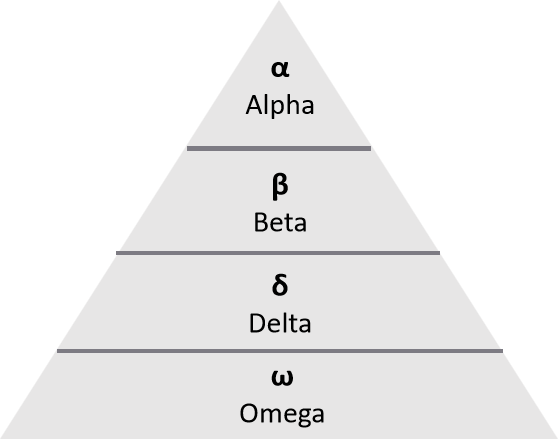 α
Alpha
β
Beta
δ
Delta
ω
Omega